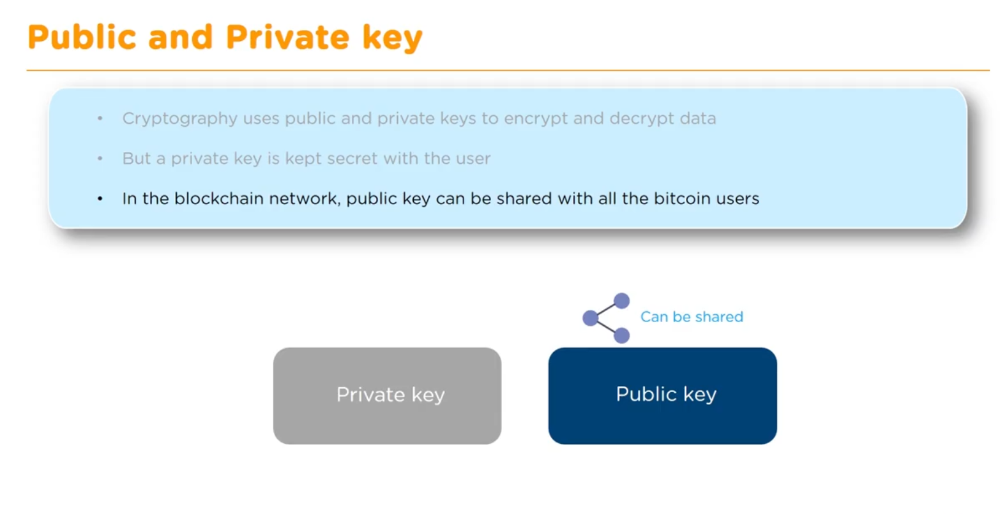 Public and Private key
• Cryptography uses public and private keys to encrypt and decrypt data
• But a private key is kept secret with the user
• In the blockchain network, public key can be shared with all the bitcoin users
Can be shared
Private key
Public key